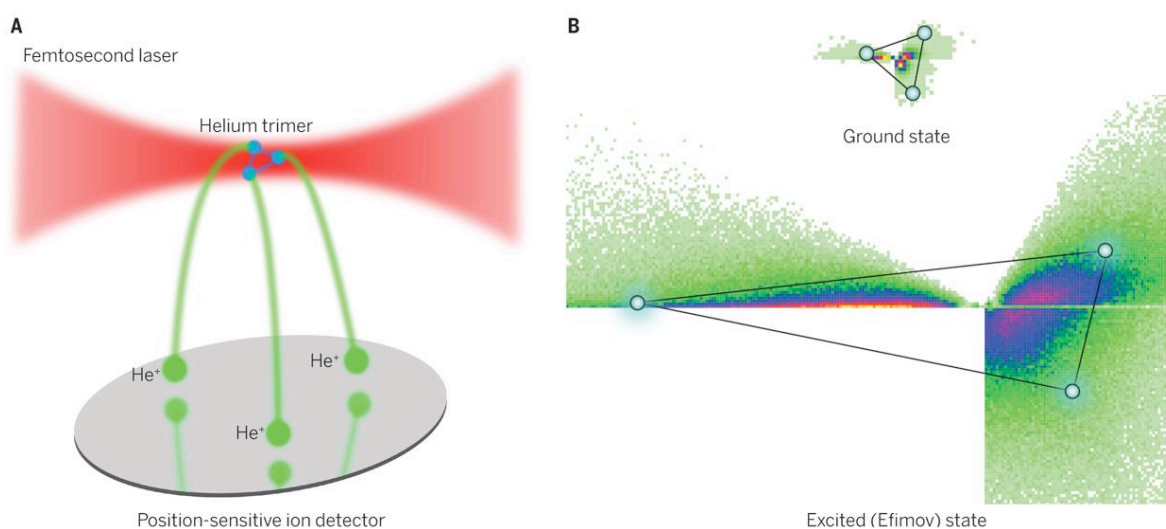 A
Femtosecond laser
Helium trimer
He⁺
He⁺
He⁺
Position-sensitive ion detector
B
Ground state
Excited (Efimov) state